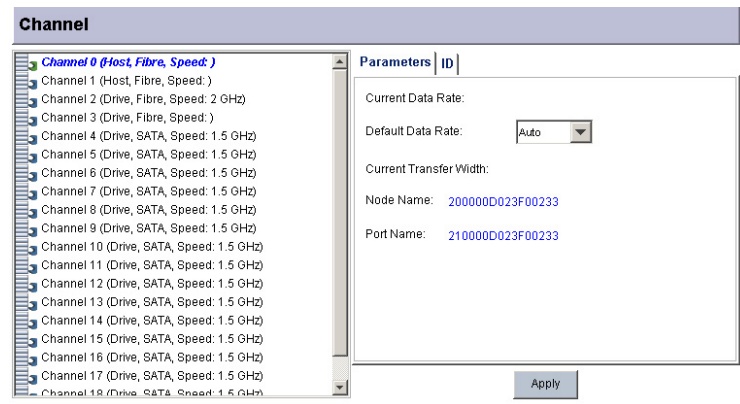 Channel
Channel 0 (Host, Fibre, Speed: )
Channel 1 (Host, Fibre, Speed: )
Channel 2 (Drive, Fibre, Speed: 2 GHz)
Channel 3 (Drive, Fibre, Speed: )
Channel 4 (Drive, SATA, Speed: 1.5 GHz)
Channel 5 (Drive, SATA, Speed: 1.5 GHz)
Channel 6 (Drive, SATA, Speed: 1.5 GHz)
Channel 7 (Drive, SATA, Speed: 1.5 GHz)
Channel 8 (Drive, SATA, Speed: 1.5 GHz)
Channel 9 (Drive, SATA, Speed: 1.5 GHz)
Channel 10 (Drive, SATA, Speed: 1.5 GHz)
Channel 11 (Drive, SATA, Speed: 1.5 GHz)
Channel 12 (Drive, SATA, Speed: 1.5 GHz)
Channel 13 (Drive, SATA, Speed: 1.5 GHz)
Channel 14 (Drive, SATA, Speed: 1.5 GHz)
Channel 15 (Drive, SATA, Speed: 1.5 GHz)
Channel 16 (Drive, SATA, Speed: 1.5 GHz)
Channel 17 (Drive, SATA, Speed: 1.5 GHz)
Channel 18 (Drive, SATA, Speed: 1.5 GHz)
Parameters ID
Current Data Rate:
Default Data Rate: Auto
Current Transfer Width:
Node Name: 200000D023F00233
Port Name: 210000D023F00233
Apply